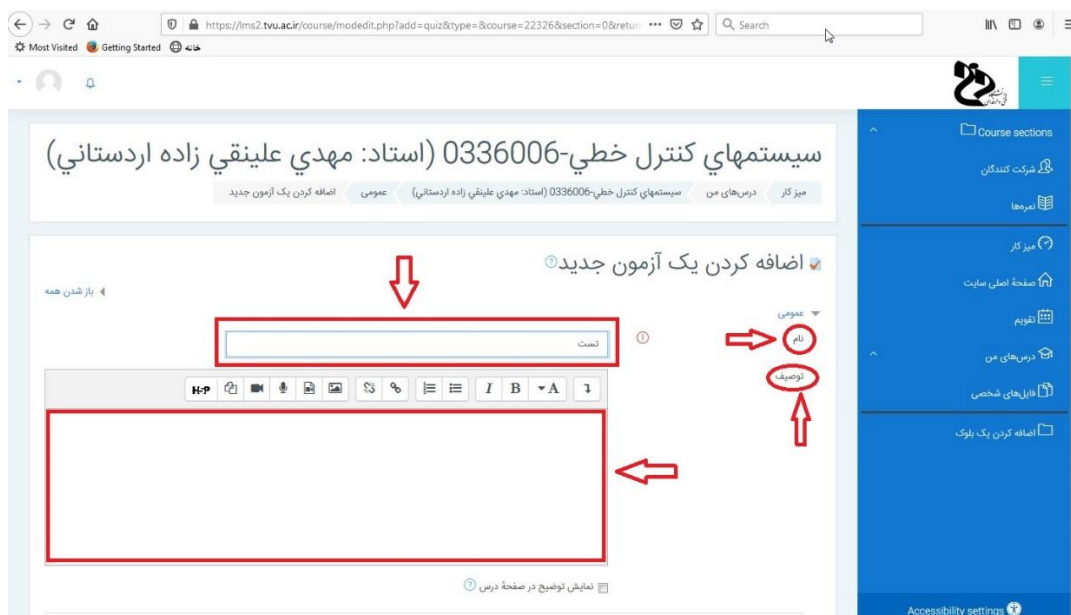 https://lms2.tvu.ac.ir/course/modedit.php?add=quiz&type=&course=22326&section=0&retur
Search
Most Visited
Getting Started
خانه
Course sections
شرکت کنندگان
نمره‌ها
میز کار
صفحهٔ اصلی سایت
تقویم
درس‌های من
فایل‌های شخصی
اضافه کردن یک بلوک
Accessibility settings
سيستمهاي کنترل خطي-0336006 (استاد: مهدي علينقي زاده اردستاني)
میز کار درس‌های من سيستمهاي کنترل خطي-0336006 (استاد: مهدي علينقي زاده اردستاني) عمومی اضافه کردن یک آزمون جدید
اضافه کردن یک آزمون جدید
باز شدن همه
عمومی
نام
تست
توصیف
A B I H-P
نمایش توضیح در صفحهٔ درس